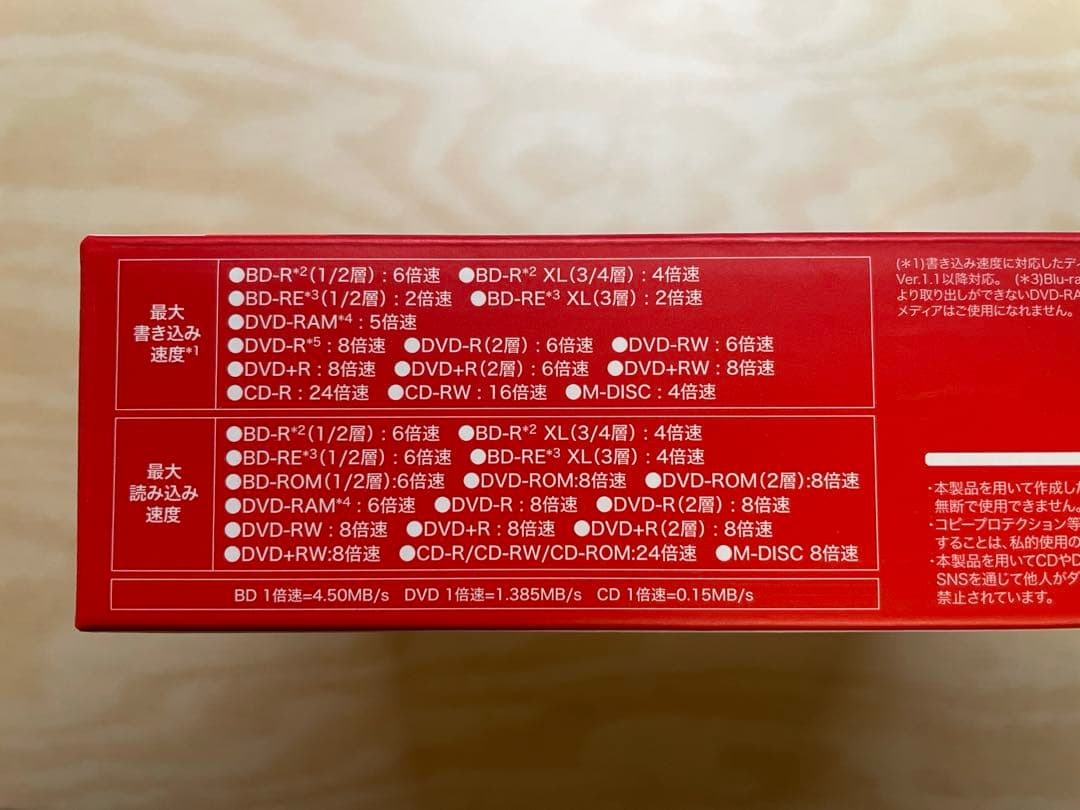 最大
書き込み
速度*1
●BD-R*2(1/2層) : 6倍速 ●BD-R*2 XL(3/4層) : 4倍速
●BD-RE*3(1/2層) : 2倍速 ●BD-RE*3 XL(3層) : 2倍速
●DVD-RAM*4 : 5倍速
●DVD-R*5 : 8倍速 ●DVD-R(2層) : 6倍速 ●DVD-RW : 6倍速
●DVD+R : 8倍速 ●DVD+R(2層) : 6倍速 ●DVD+RW : 8倍速
●CD-R : 24倍速 ●CD-RW : 16倍速 ●M-DISC : 4倍速
最大
読み込み
速度
●BD-R*2(1/2層) : 6倍速 ●BD-R*2 XL(3/4層) : 4倍速
●BD-RE*3(1/2層) : 6倍速 ●BD-RE*3 XL(3層) : 4倍速
●BD-ROM(1/2層):6倍速 ●DVD-ROM:8倍速 ●DVD-ROM(2層):8倍速
●DVD-RAM*4 : 6倍速 ●DVD-R : 8倍速 ●DVD-R(2層) : 8倍速
●DVD-RW : 8倍速 ●DVD+R : 8倍速 ●DVD+R(2層) : 8倍速
●DVD+RW:8倍速 ●CD-R/CD-RW/CD-ROM:24倍速 ●M-DISC 8倍速
BD 1倍速=4.50MB/s DVD 1倍速=1.385MB/s CD 1倍速=0.15MB/s
(*1)書き込み速度に対応したデ
Ver.1.1以降対応。 (*3)Blu-ra
より取り出しができないDVD-RA
メディアはご使用になれません。
・本製品を用いて作成した
無断で使用できません。
・コピープロテクション等
することは、私的使用の
・本製品を用いてCDやD
SNSを通じて他人がダ
禁止されています。